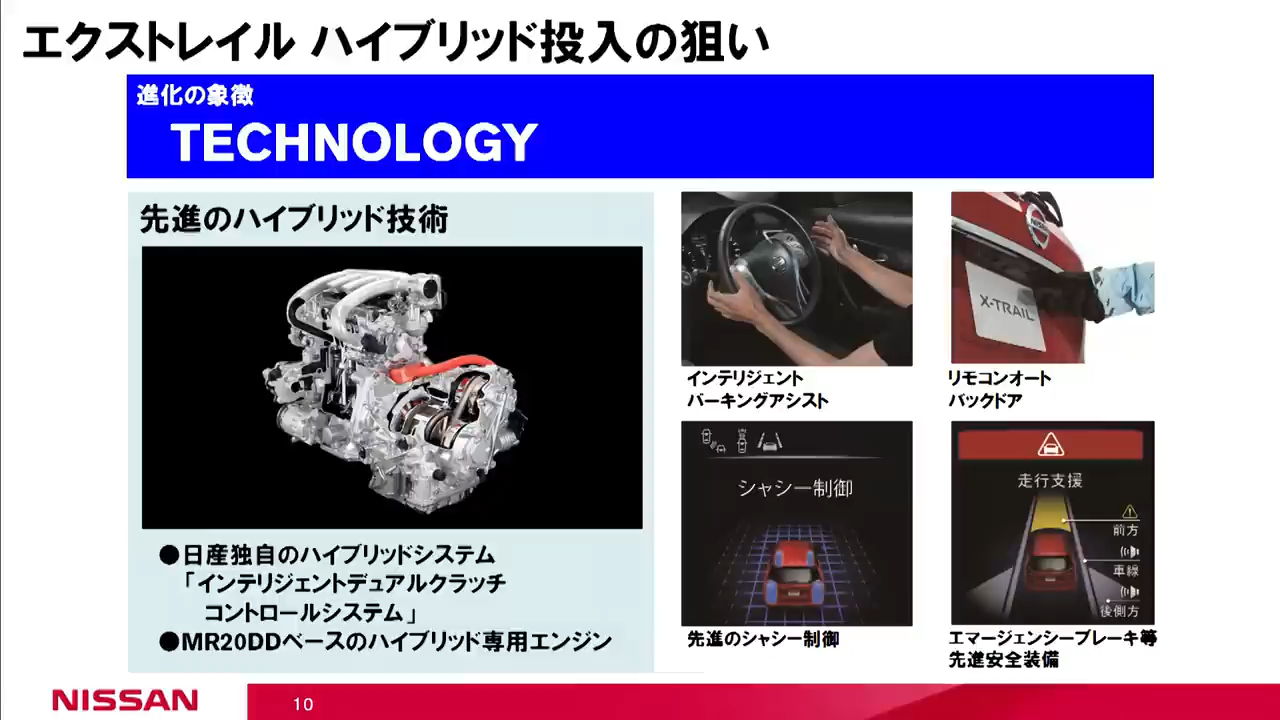 エクストレイル ハイブリッド投入の狙い
進化の象徴
TECHNOLOGY
先進のハイブリッド技術
●日産独自のハイブリッドシステム
「インテリジェントデュアルクラッチ
コントロールシステム」
●MR20DDベースのハイブリッド専用エンジン
インテリジェント
パーキングアシスト
NISSAN
X-TRAIL
リモコンオート
バックドア
シャシー制御
先進のシャシー制御
走行支援
前方
車線
後側方
エマージェンシーブレーキ等
先進安全装備
NISSAN
10